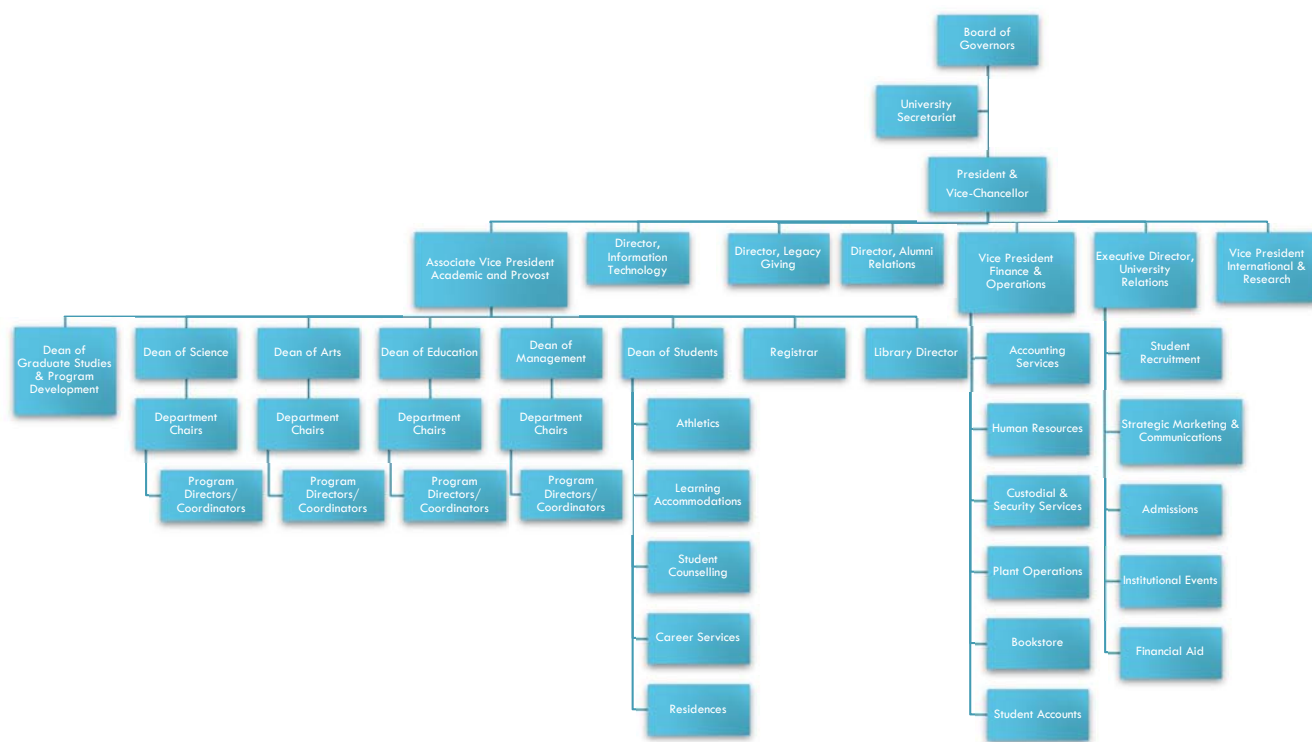 Board of
Governors
University
Secretariat
President &
Vice-Chancellor
Associate Vice President
Academic and Provost
Director,
Information
Technology
Director, Legacy
Giving
Director, Alumni
Relations
Vice President
Finance &
Operations
Executive Director,
University
Relations
Vice President
International &
Research
Dean of
Graduate Studies
& Program
Development
Dean of Science
Dean of Arts
Dean of Education
Dean of
Management
Dean of Students
Registrar
Library Director
Accounting
Services
Student
Recruitment
Department
Chairs
Department
Chairs
Department
Chairs
Department
Chairs
Athletics
Human Resources
Strategic Marketing &
Communications
Program
Directors/
Coordinators
Program
Directors/
Coordinators
Program
Directors/
Coordinators
Program
Directors/
Coordinators
Learning
Accommodations
Custodial &
Security Services
Admissions
Student
Counselling
Plant Operations
Institutional Events
Career Services
Bookstore
Financial Aid
Residences
Student Accounts